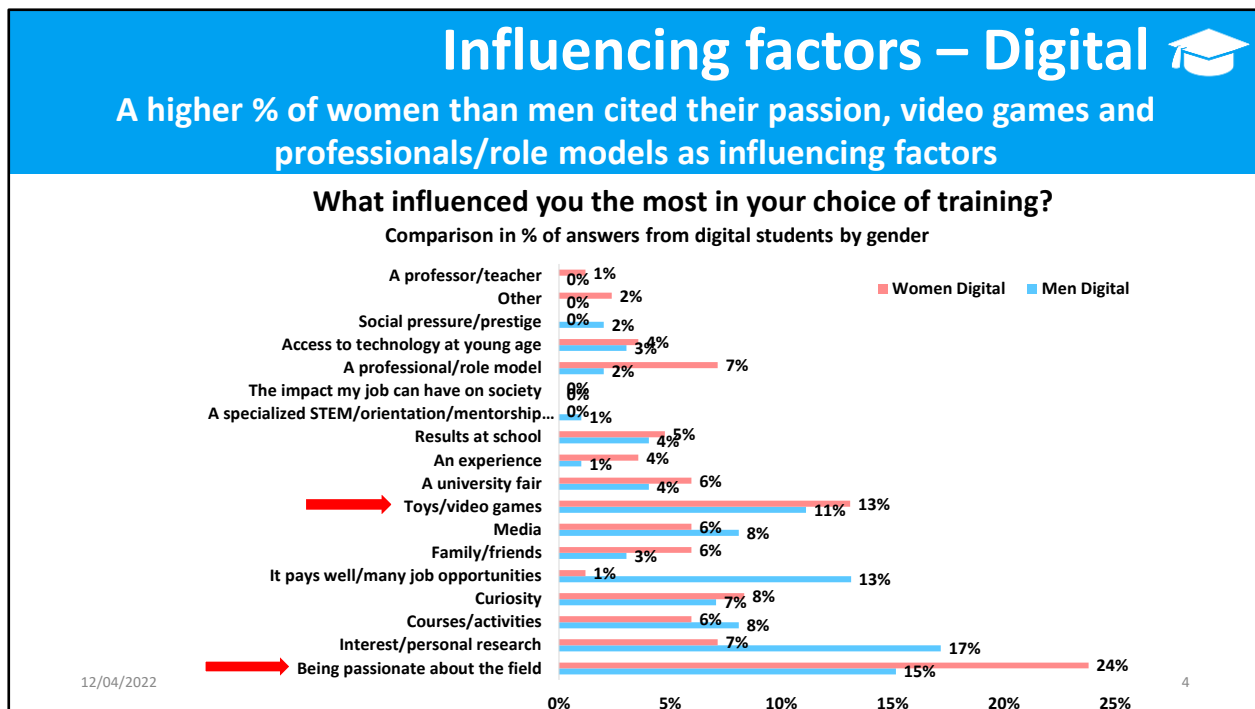 Influencing factors – Digital
A higher % of women than men cited their passion, video games and
professionals/role models as influencing factors
What influenced you the most in your choice of training?
Comparison in % of answers from digital students by gender
Women Digital Men Digital
A professor/teacher 1% 0%
Other 2% 0%
Social pressure/prestige 0% 2%
Access to technology at young age 4% 3%
A professional/role model 7% 2%
The impact my job can have on society 0% 0%
A specialized STEM/orientation/mentorship… 0% 1%
Results at school 5% 4%
An experience 4% 1%
A university fair 6% 4%
Toys/video games 13% 11%
Media 6% 8%
Family/friends 6% 3%
It pays well/many job opportunities 1% 13%
Curiosity 8% 7%
Courses/activities 6% 8%
Interest/personal research 7% 17%
Being passionate about the field 24% 15%
0% 5% 10% 15% 20% 25%
12/04/2022
4